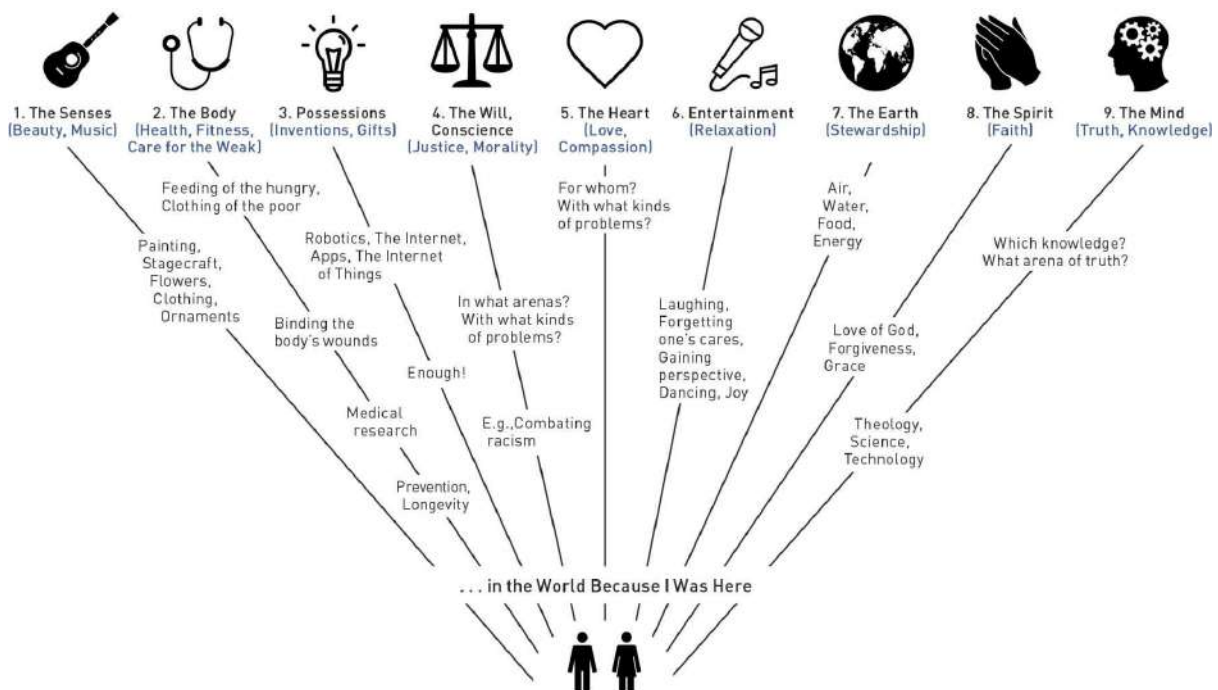 1. The Senses
(Beauty, Music)
2. The Body
(Health, Fitness,
Care for the Weak)
3. Possessions
(Inventions, Gifts)
4. The Will,
Conscience
(Justice, Morality)
5. The Heart
(Love,
Compassion)
6. Entertainment
(Relaxation)
7. The Earth
(Stewardship)
8. The Spirit
(Faith)
9. The Mind
(Truth, Knowledge)
Painting,
Stagecraft,
Flowers,
Clothing,
Ornaments
Feeding of the hungry,
Clothing of the poor
Binding the
body's wounds
Medical
research
Prevention,
Longevity
Robotics, The Internet,
Apps, The Internet
of Things
Enough!
In what arenas?
With what kinds
of problems?
E.g.,Combating
racism
For whom?
With what kinds
of problems?
Laughing,
Forgetting
one's cares,
Gaining
perspective,
Dancing, Joy
Air,
Water,
Food,
Energy
Love of God,
Forgiveness,
Grace
Which knowledge?
What arena of truth?
Theology,
Science,
Technology
. . . in the World Because I Was Here